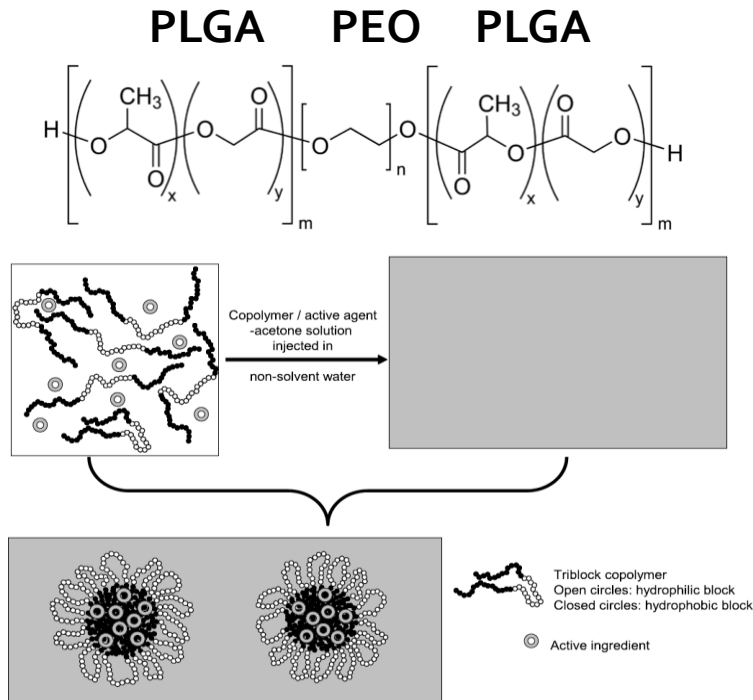 PLGA PEO PLGA
CH3 O CH3 O
H O O O O O O H
O x y n O x y
m m
Copolymer / active agent
-acetone solution
injected in
non-solvent water
Triblock copolymer
Open circles: hydrophilic block
Closed circles: hydrophobic block
Active ingredient